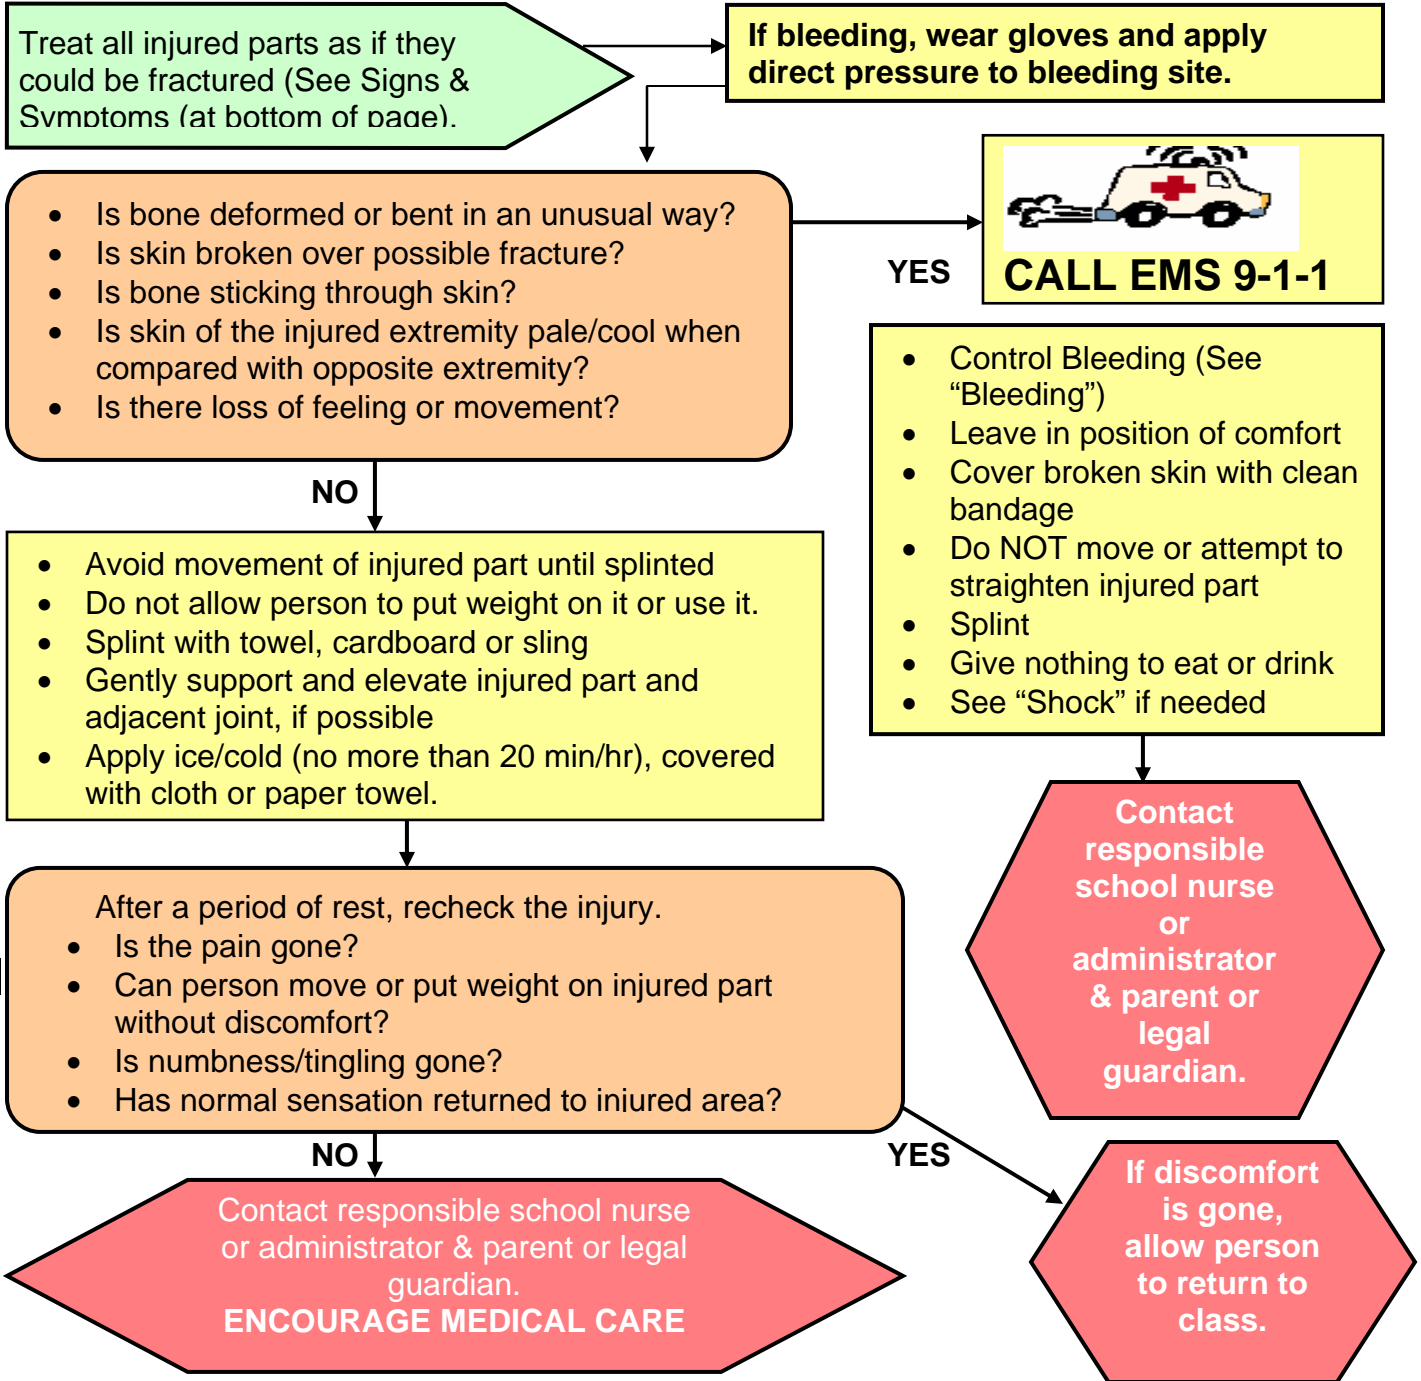 Treat all injured parts as if they
could be fractured (See Signs &
Symptoms (at bottom of page).
If bleeding, wear gloves and apply
direct pressure to bleeding site.
• Is bone deformed or bent in an unusual way?
• Is skin broken over possible fracture?
• Is bone sticking through skin?
• Is skin of the injured extremity pale/cool when
compared with opposite extremity?
• Is there loss of feeling or movement?
YES
CALL EMS 9-1-1
• Control Bleeding (See
“Bleeding”)
• Leave in position of comfort
• Cover broken skin with clean
bandage
• Do NOT move or attempt to
straighten injured part
• Splint
• Give nothing to eat or drink
• See “Shock” if needed
NO
• Avoid movement of injured part until splinted
• Do not allow person to put weight on it or use it.
• Splint with towel, cardboard or sling
• Gently support and elevate injured part and
adjacent joint, if possible
• Apply ice/cold (no more than 20 min/hr), covered
with cloth or paper towel.
Contact
responsible
school nurse
or
administrator
& parent or
legal
guardian.
After a period of rest, recheck the injury.
• Is the pain gone?
• Can person move or put weight on injured part
without discomfort?
• Is numbness/tingling gone?
• Has normal sensation returned to injured area?
NO
YES
Contact responsible school nurse
or administrator & parent or legal
guardian.
ENCOURAGE MEDICAL CARE
If discomfort
is gone,
allow person
to return to
class.